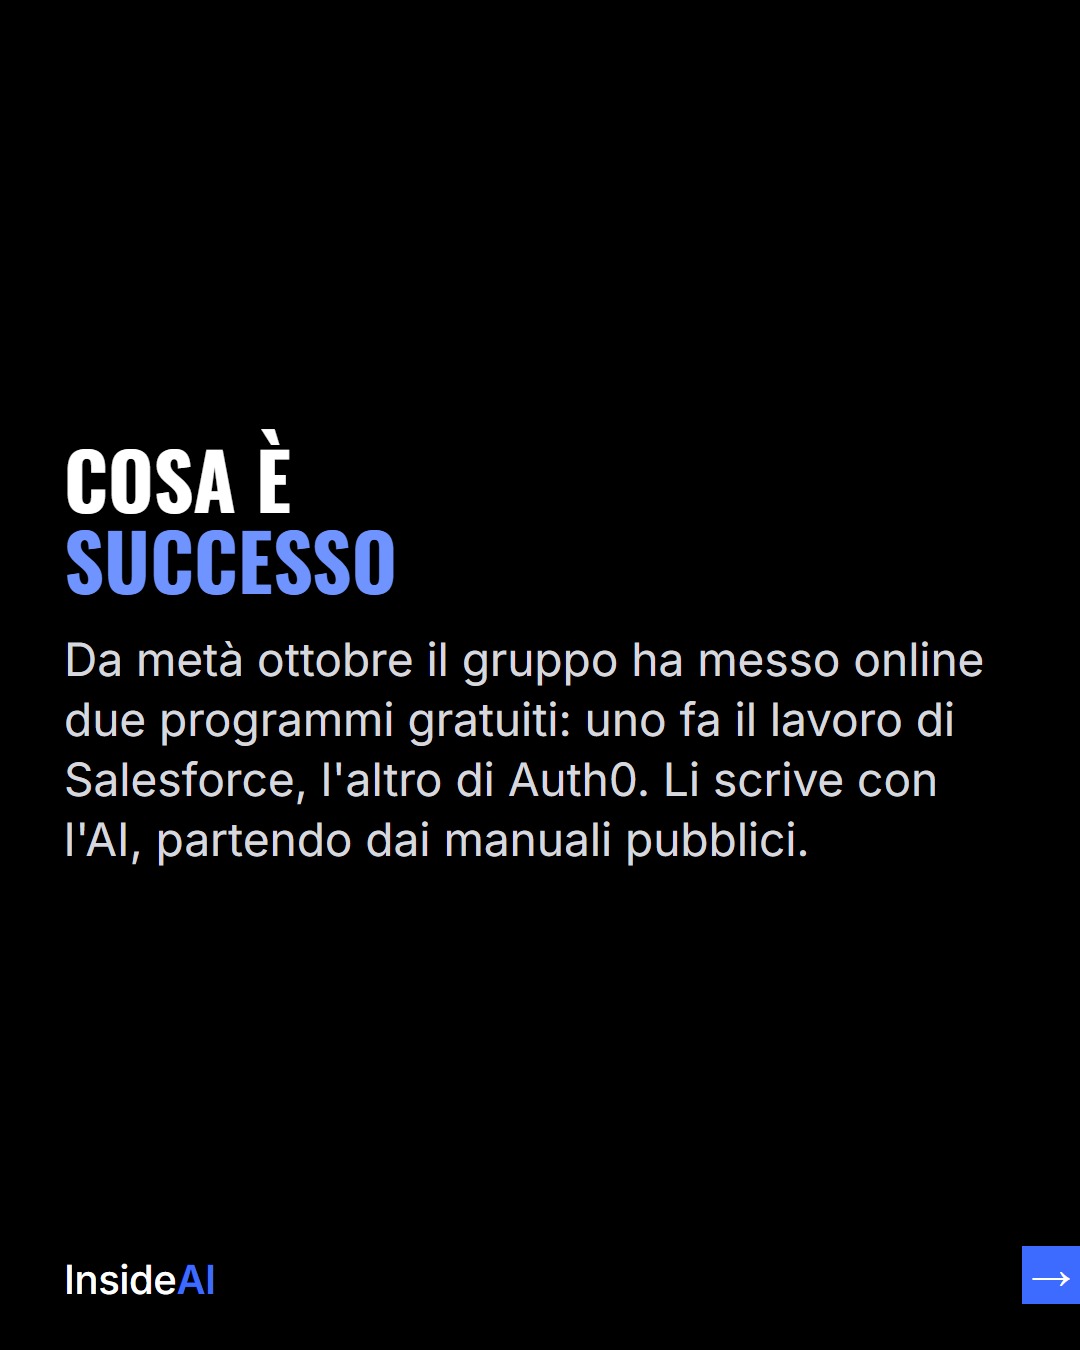 COSA È
SUCCESSO
Da metà ottobre il gruppo ha messo online
due programmi gratuiti: uno fa il lavoro di
Salesforce, l'altro di Auth0. Li scrive con
l'AI, partendo dai manuali pubblici.
InsideAI
→